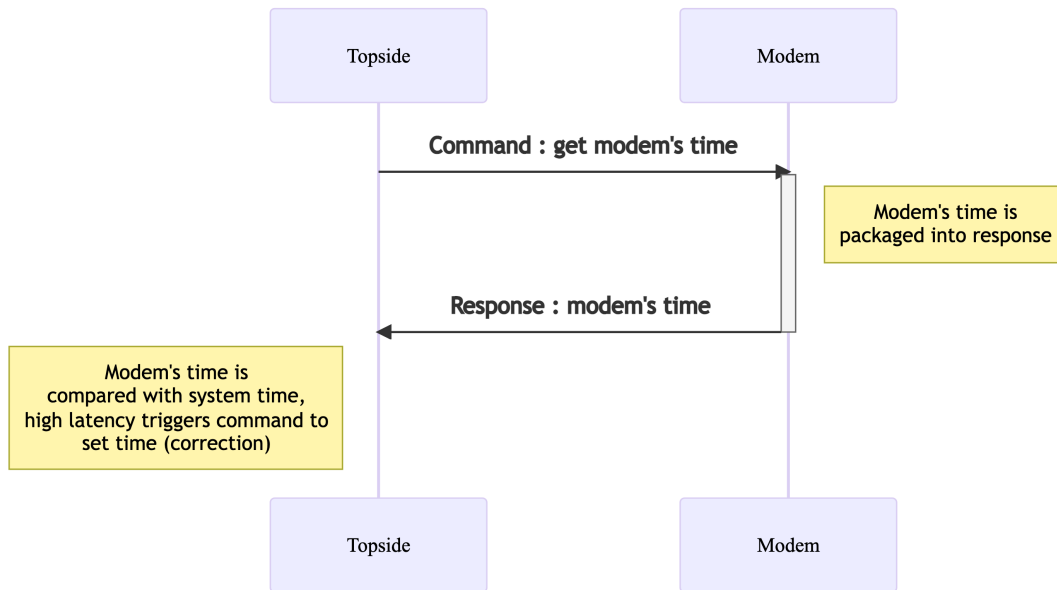 Topside
Modem
Command : get modem's time
Modem's time is
packaged into response
Response : modem's time
Modem's time is
compared with system time,
high latency triggers command to
set time (correction)
Topside
Modem